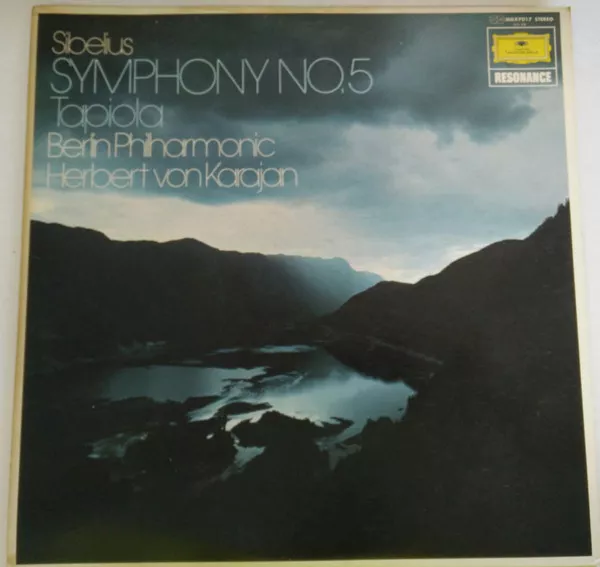 Sibelius
SYMPHONY NO.5
Tapiola
Berlin Philharmonic
Herbert von Karajan
STEREO
RESONANCE